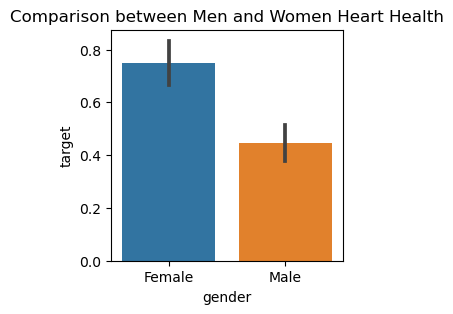 Comparison between Men and Women Heart Health
0.8
0.6
0.4
0.2
0.0
target
Female Male
gender